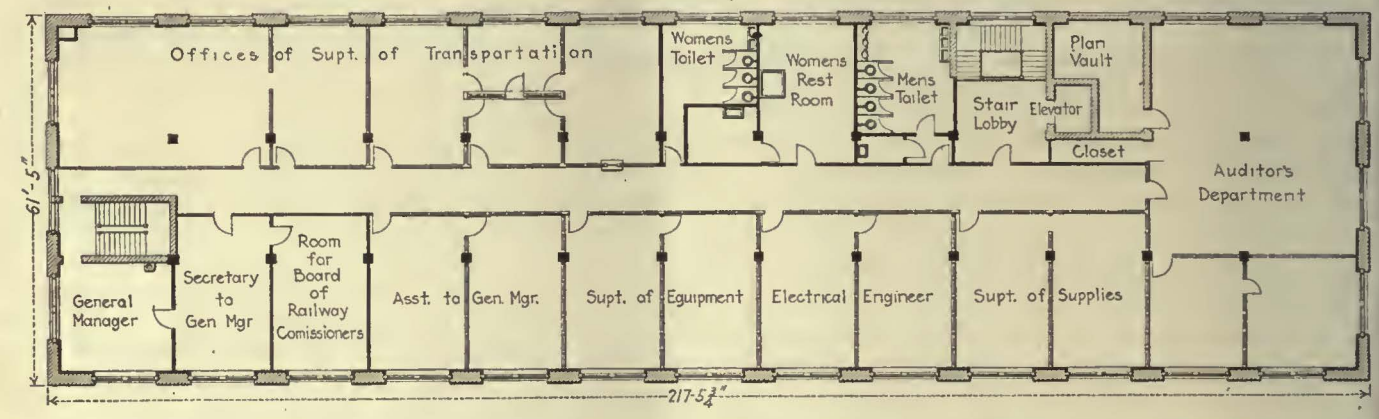 Offices of Supt. of Transportation
Womens
Toilet
Womens
Rest
Room
Mens
Toilet
Stair
Lobby
Elevator
Plan
Vault
Closet
Auditor's
Department
61'-5"
General
Manager
Secretary
to
Gen Mgr
Room
for
Board
of
Railway
Comissioners
Asst. to Gen. Mgr.
Supt. of Equipment
Electrical Engineer
Supt. of Supplies
217-5¾"